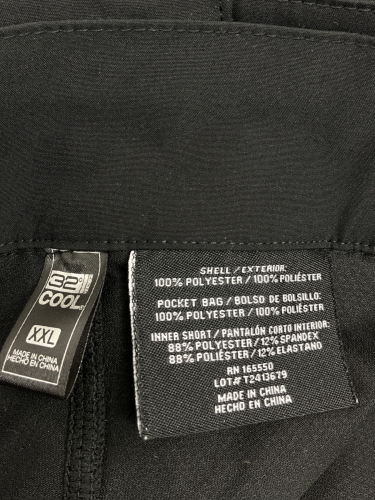 32
COOL
XXL
MADE IN CHINA
HECHO EN CHINA
SHELL / EXTERIOR:
100% POLYESTER / 100% POLIÉSTER
POCKET BAG / BOLSO DE BOLSILLO:
100% POLYESTER / 100% POLIÉSTER
INNER SHORT / PANTALÓN CORTO INTERIOR:
88% POLYESTER / 12% SPANDEX
88% POLIÉSTER / 12% ELASTANO
RN 165550
LOT# T2413679
MADE IN CHINA
HECHO EN CHINA